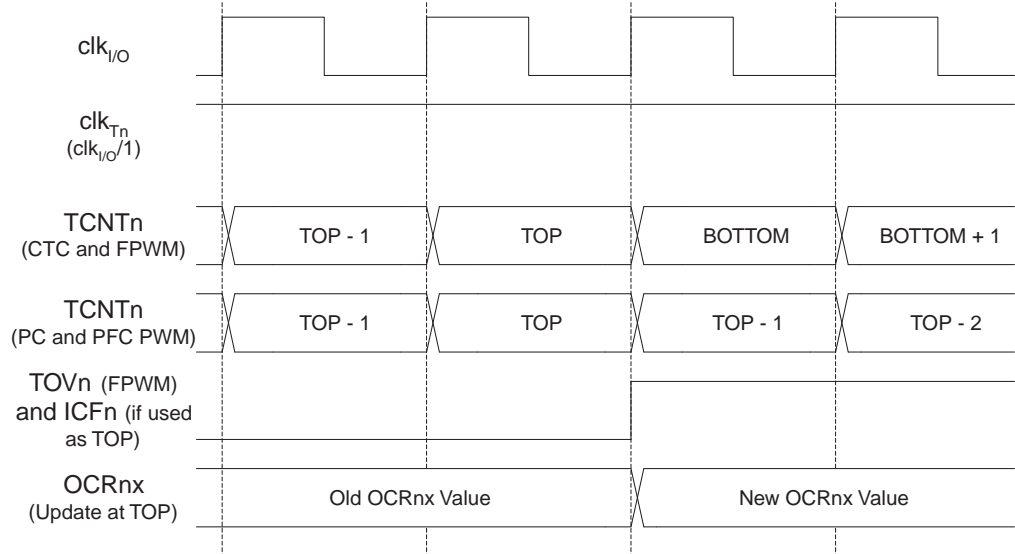 clkI/O
clkTn
(clkI/O/1)
TCNTn
(CTC and FPWM)
TOP - 1 TOP BOTTOM BOTTOM + 1
TCNTn
(PC and PFC PWM)
TOP - 1 TOP TOP - 1 TOP - 2
TOVn (FPWM)
and ICFn (if used
as TOP)
OCRnx
(Update at TOP)
Old OCRnx Value New OCRnx Value